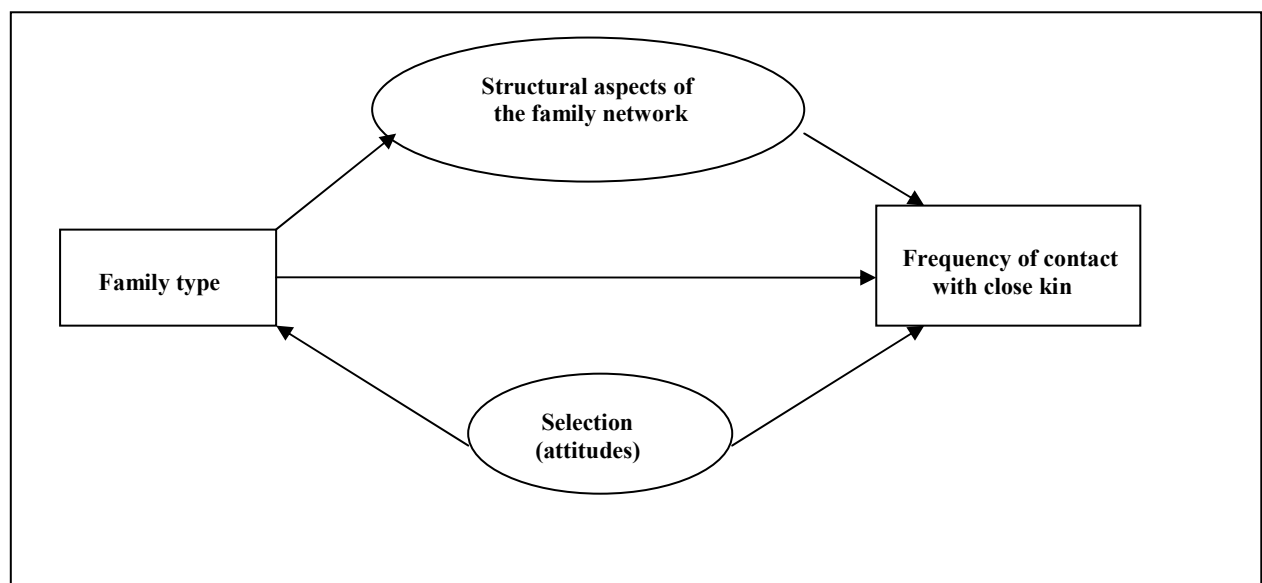 Structural aspects of
the family network
Family type
Frequency of contact
with close kin
Selection
(attitudes)